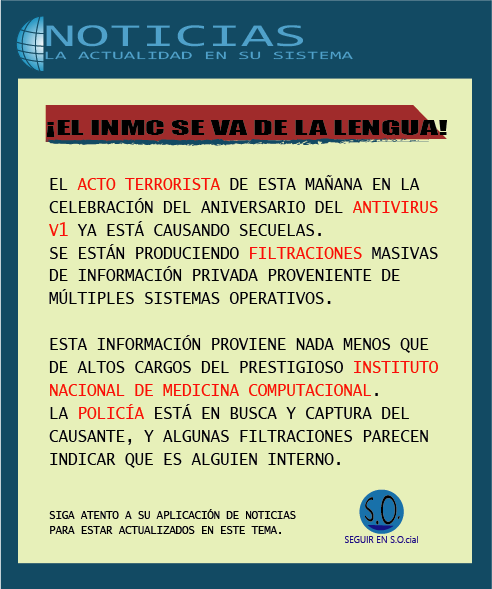 NOTICIAS
LA ACTUALIDAD EN SU SISTEMA
¡EL INMC SE VA DE LA LENGUA!
EL ACTO TERRORISTA DE ESTA MAÑANA EN LA
CELEBRACIÓN DEL ANIVERSARIO DEL ANTIVIRUS
V1 YA ESTÁ CAUSANDO SECUELAS.
SE ESTÁN PRODUCIENDO FILTRACIONES MASIVAS
DE INFORMACIÓN PRIVADA PROVENIENTE DE
MÚLTIPLES SISTEMAS OPERATIVOS.
ESTA INFORMACIÓN PROVIENE NADA MENOS QUE
DE ALTOS CARGOS DEL PRESTIGIOSO INSTITUTO
NACIONAL DE MEDICINA COMPUTACIONAL.
LA POLICÍA ESTÁ EN BUSCA Y CAPTURA DEL
CAUSANTE, Y ALGUNAS FILTRACIONES PARECEN
INDICAR QUE ES ALGUIEN INTERNO.
SIGA ATENTO A SU APLICACIÓN DE NOTICIAS
PARA ESTAR ACTUALIZADOS EN ESTE TEMA.
S.O.
SEGUIR EN S.O.cial